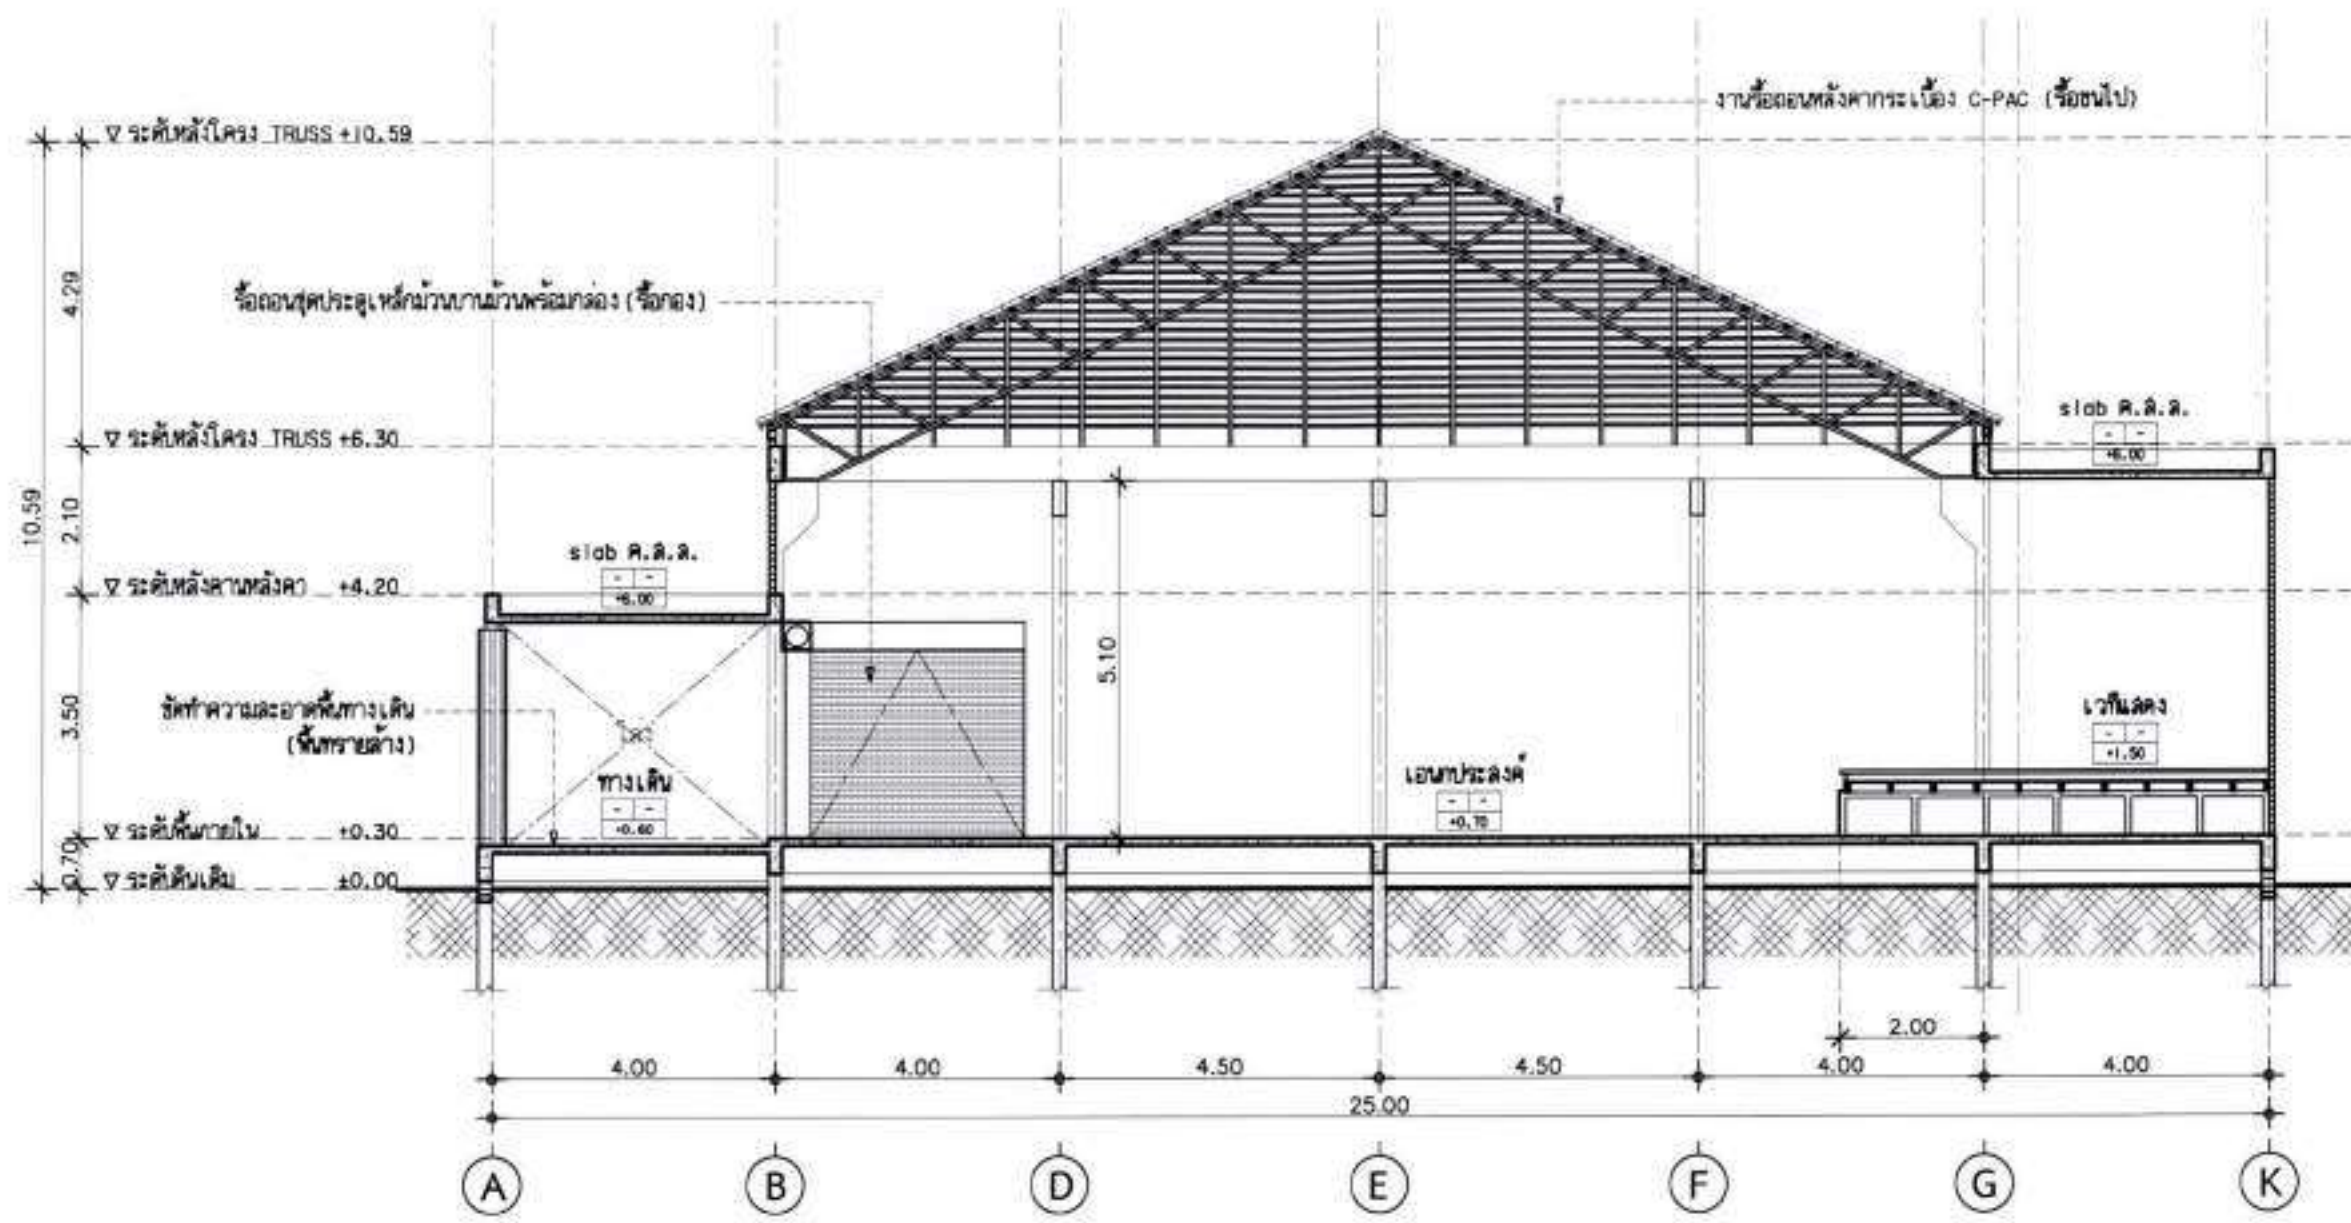 งานรื้อถอนหลังคากระเบื้อง C-PAC (รื้อขนไป)
▽ ระดับหลังโครง TRUSS +10.59
4.29
รื้อถอนชุดประตูเหล็กม้วนบานม้วนพร้อมกล่อง (รื้อกอง)
slab ค.ส.ล.
- -
+6.00
▽ ระดับหลังโครง TRUSS +6.30
10.59
2.10
slab ค.ส.ล.
- -
+6.00
▽ ระดับหลังคานหลังคา +4.20
5.10
3.50
ขัดทำความสะอาดพื้นทางเดิน
(พื้นทรายล้าง)
เวทีแสดง
- -
+1.50
ทางเดิน
- -
+0.60
เอนกประสงค์
- -
+0.70
▽ ระดับพื้นภายใน +0.30
0.70
▽ ระดับดินเดิม ±0.00
2.00
4.00 4.00 4.50 4.50 4.00 4.00
25.00
A B D E F G K